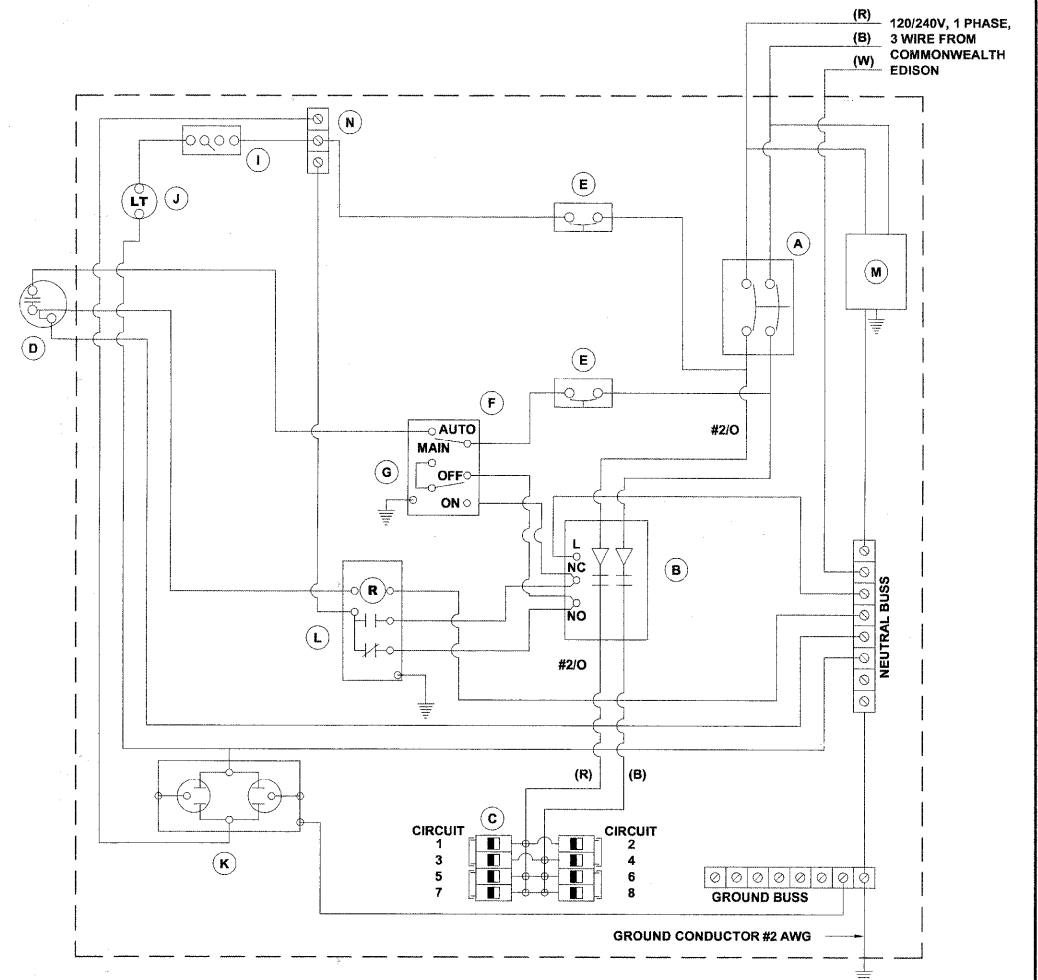 (R)
120/240V, 1 PHASE,
(B)
3 WIRE FROM
(W)
COMMONWEALTH
EDISON
N
I
LT
J
E
A
M
D
E
F
#2/O
AUTO
MAIN
G
OFF
ON
L
NC
NO
B
R
L
#2/O
NEUTRAL BUSS
(R)
(B)
C
CIRCUIT
CIRCUIT
1
2
3
4
5
6
7
8
K
GROUND BUSS
GROUND CONDUCTOR #2 AWG